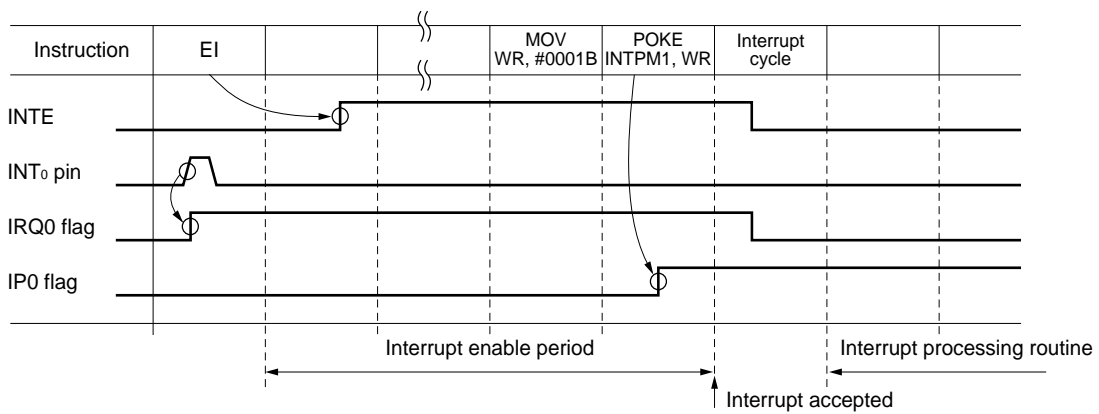 Instruction
EI
MOV
WR, #0001B
POKE
INTPM1, WR
Interrupt
cycle
INTE
INT0 pin
IRQ0 flag
IP0 flag
Interrupt enable period
Interrupt processing routine
Interrupt accepted